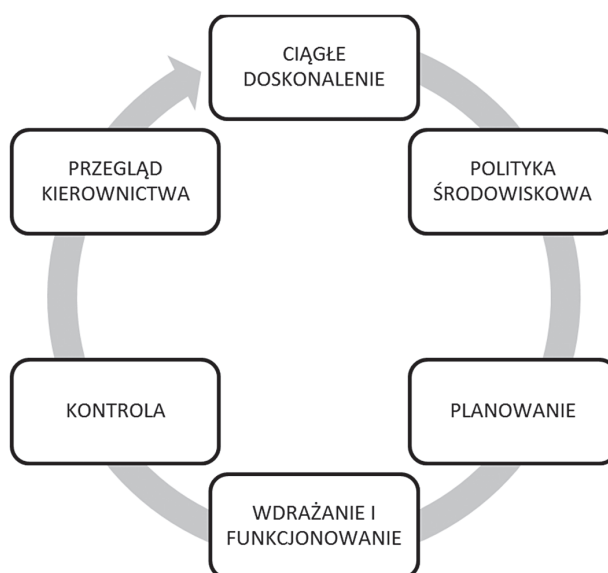 CIĄGŁE
DOSKONALENIE
POLITYKA
ŚRODOWISKOWA
PLANOWANIE
WDRAŻANIE I
FUNKCJONOWANIE
KONTROLA
PRZEGLĄD
KIEROWNICTWA